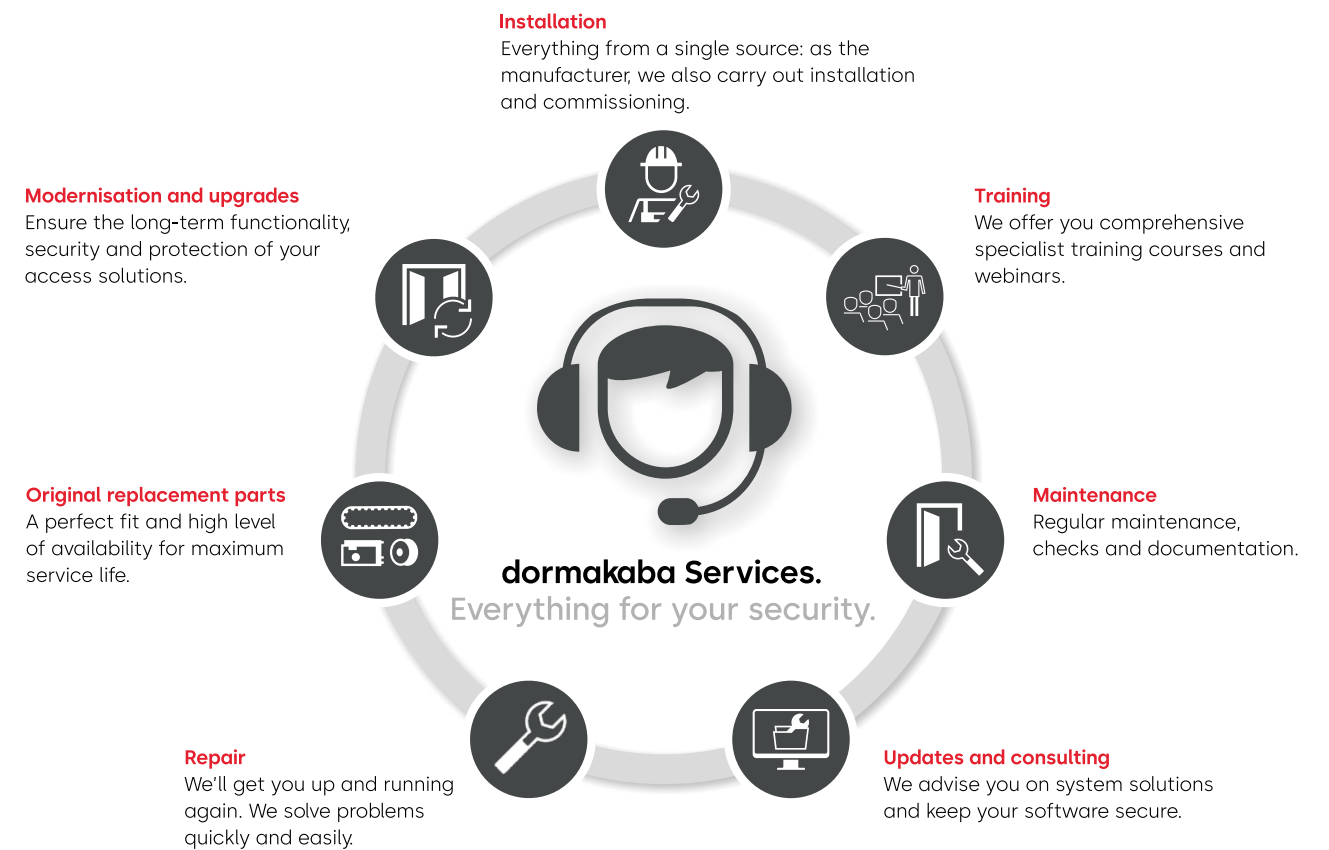 Installation
Everything from a single source: as the
manufacturer, we also carry out installation
and commissioning.
Modernisation and upgrades
Ensure the long-term functionality,
security and protection of your
access solutions.
Training
We offer you comprehensive
specialist training courses and
webinars.
Original replacement parts
A perfect fit and high level
of availability for maximum
service life.
Maintenance
Regular maintenance,
checks and documentation.
dormakaba Services.
Everything for your security.
Repair
We'll get you up and running
again. We solve problems
quickly and easily.
Updates and consulting
We advise you on system solutions
and keep your software secure.